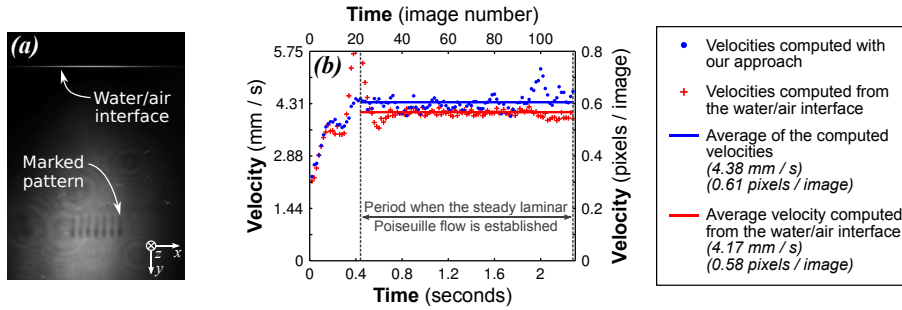 (a)
Water/air
interface
Marked
pattern
z
x
y
Time (image number)
0 20 40 60 80 100
(b)
Velocity (mm / s)
5.75
4.31
2.88
1.44
0
Period when the steady laminar
Poiseuille flow is established
0.8
0.6
0.4
0.2
0
Velocity (pixels / image)
0 0.4 0.8 1.2 1.6 2
Time (seconds)
Velocities computed with
our approach
Velocities computed from
the water/air interface
Average of the computed
velocities
(4.38 mm / s)
(0.61 pixels / image)
Average velocity computed
from the water/air interface
(4.17 mm / s)
(0.58 pixels / image)